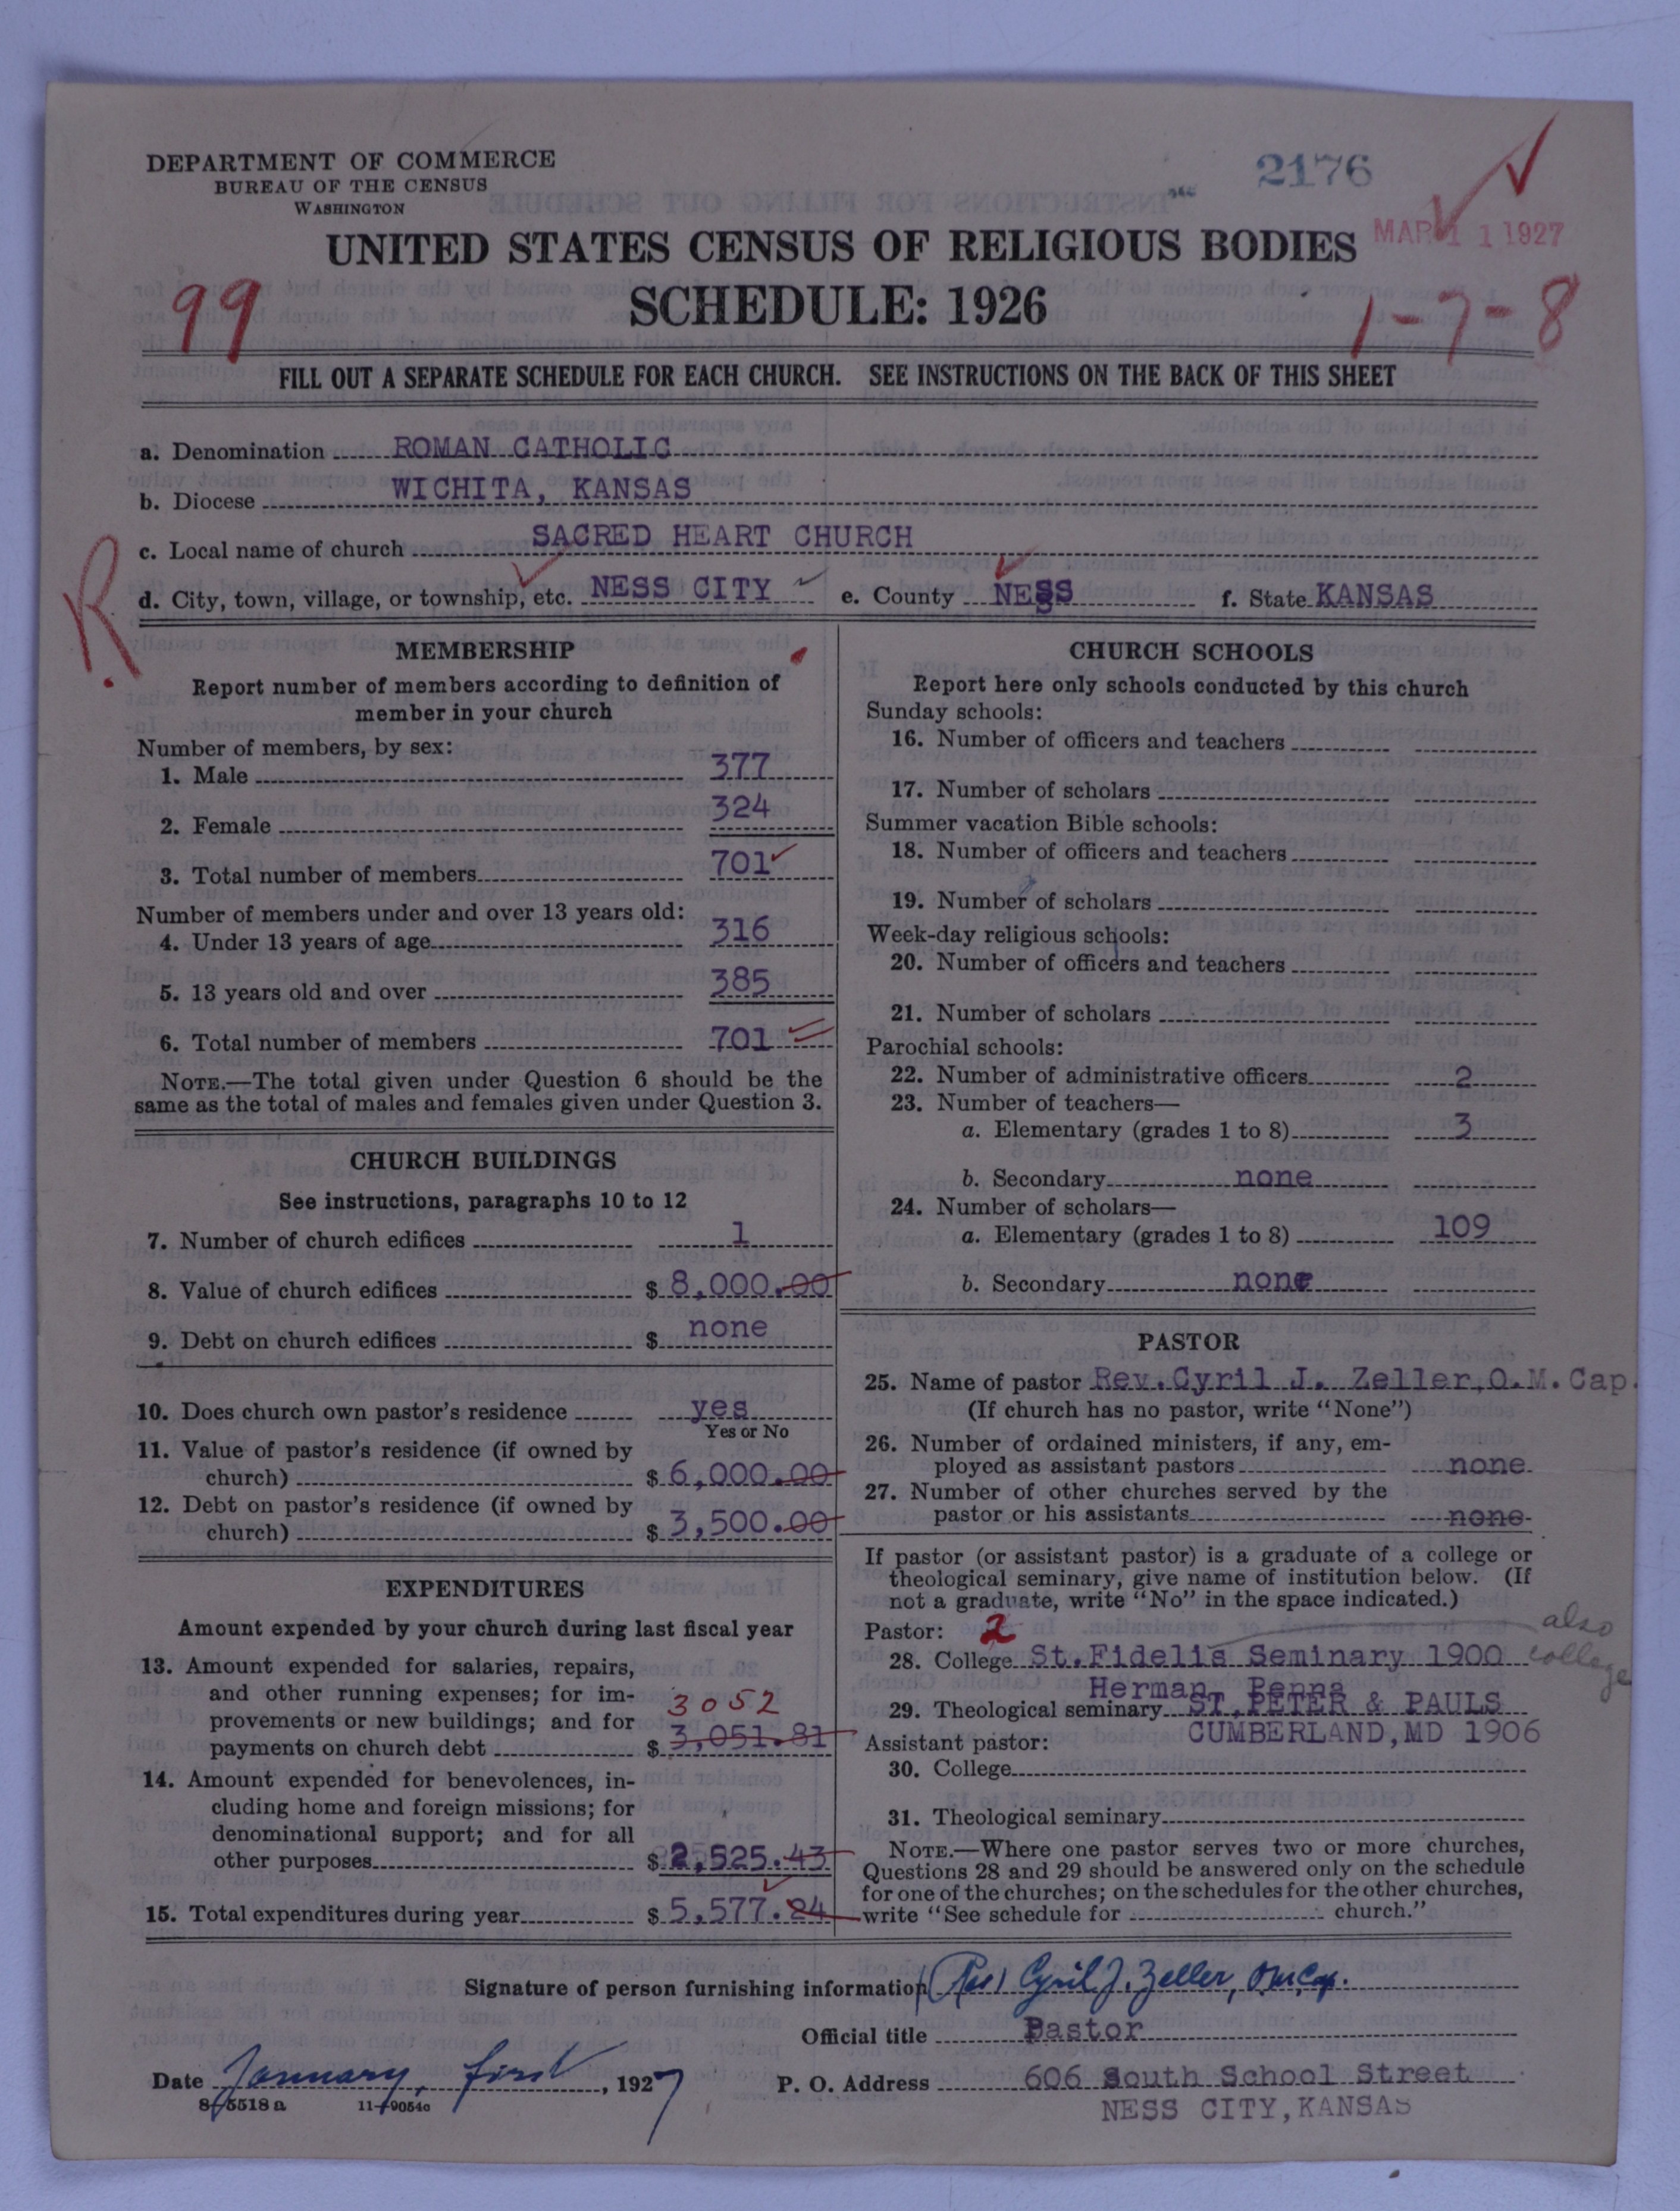 DEPARTMENT OF COMMERCE
BUREAU OF THE CENSUS
WASHINGTON
2176
MAR 11 1927
UNITED STATES CENSUS OF RELIGIOUS BODIES
SCHEDULE: 1926
99
1-7-8
FILL OUT A SEPARATE SCHEDULE FOR EACH CHURCH. SEE INSTRUCTIONS ON THE BACK OF THIS SHEET
a. Denomination ROMAN CATHOLIC
b. Diocese WICHITA, KANSAS
c. Local name of church SACRED HEART CHURCH
d. City, town, village, or township, etc. NESS CITY e. County NESS f. State KANSAS
R.
MEMBERSHIP
Report number of members according to definition of
member in your church
Number of members, by sex:
1. Male 377
2. Female 324
3. Total number of members 701
Number of members under and over 13 years old:
4. Under 13 years of age 316
5. 13 years old and over 385
6. Total number of members 701
NOTE.—The total given under Question 6 should be the
same as the total of males and females given under Question 3.
CHURCH BUILDINGS
See instructions, paragraphs 10 to 12
7. Number of church edifices 1
8. Value of church edifices $ 8,000.00
9. Debt on church edifices $ none
10. Does church own pastor's residence yes
Yes or No
11. Value of pastor's residence (if owned by
church) $ 6,000.00
12. Debt on pastor's residence (if owned by
church) $ 3,500.00
EXPENDITURES
Amount expended by your church during last fiscal year
13. Amount expended for salaries, repairs,
and other running expenses; for im-
provements or new buildings; and for 3052
payments on church debt $ 3,051.81
14. Amount expended for benevolences, in-
cluding home and foreign missions; for
denominational support; and for all
other purposes $ 2,525.43
15. Total expenditures during year $ 5,577.24
CHURCH SCHOOLS
Report here only schools conducted by this church
Sunday schools:
16. Number of officers and teachers
17. Number of scholars
Summer vacation Bible schools:
18. Number of officers and teachers
19. Number of scholars
Week-day religious schools:
20. Number of officers and teachers
21. Number of scholars
Parochial schools:
22. Number of administrative officers 2
23. Number of teachers—
a. Elementary (grades 1 to 8) 3
b. Secondary none
24. Number of scholars—
a. Elementary (grades 1 to 8) 109
b. Secondary none
PASTOR
25. Name of pastor Rev. Cyril J. Zeller, O.M.Cap.
(If church has no pastor, write "None")
26. Number of ordained ministers, if any, em-
ployed as assistant pastors none
27. Number of other churches served by the
pastor or his assistants none
If pastor (or assistant pastor) is a graduate of a college or
theological seminary, give name of institution below. (If
not a graduate, write "No" in the space indicated.)
Pastor: 2 also
28. College St. Fidelis Seminary 1900 college
Herman, Penna
29. Theological seminary ST. PETER & PAULS
CUMBERLAND, MD 1906
Assistant pastor:
30. College
31. Theological seminary
NOTE.—Where one pastor serves two or more churches,
Questions 28 and 29 should be answered only on the schedule
for one of the churches; on the schedules for the other churches,
write "See schedule for church."
Signature of person furnishing information (Rev) Cyril J. Zeller, O.M.Cap.
Official title Pastor
Date January, first, 1927 P. O. Address 606 South School Street
8-5518 a 11-9054c NESS CITY, KANSAS